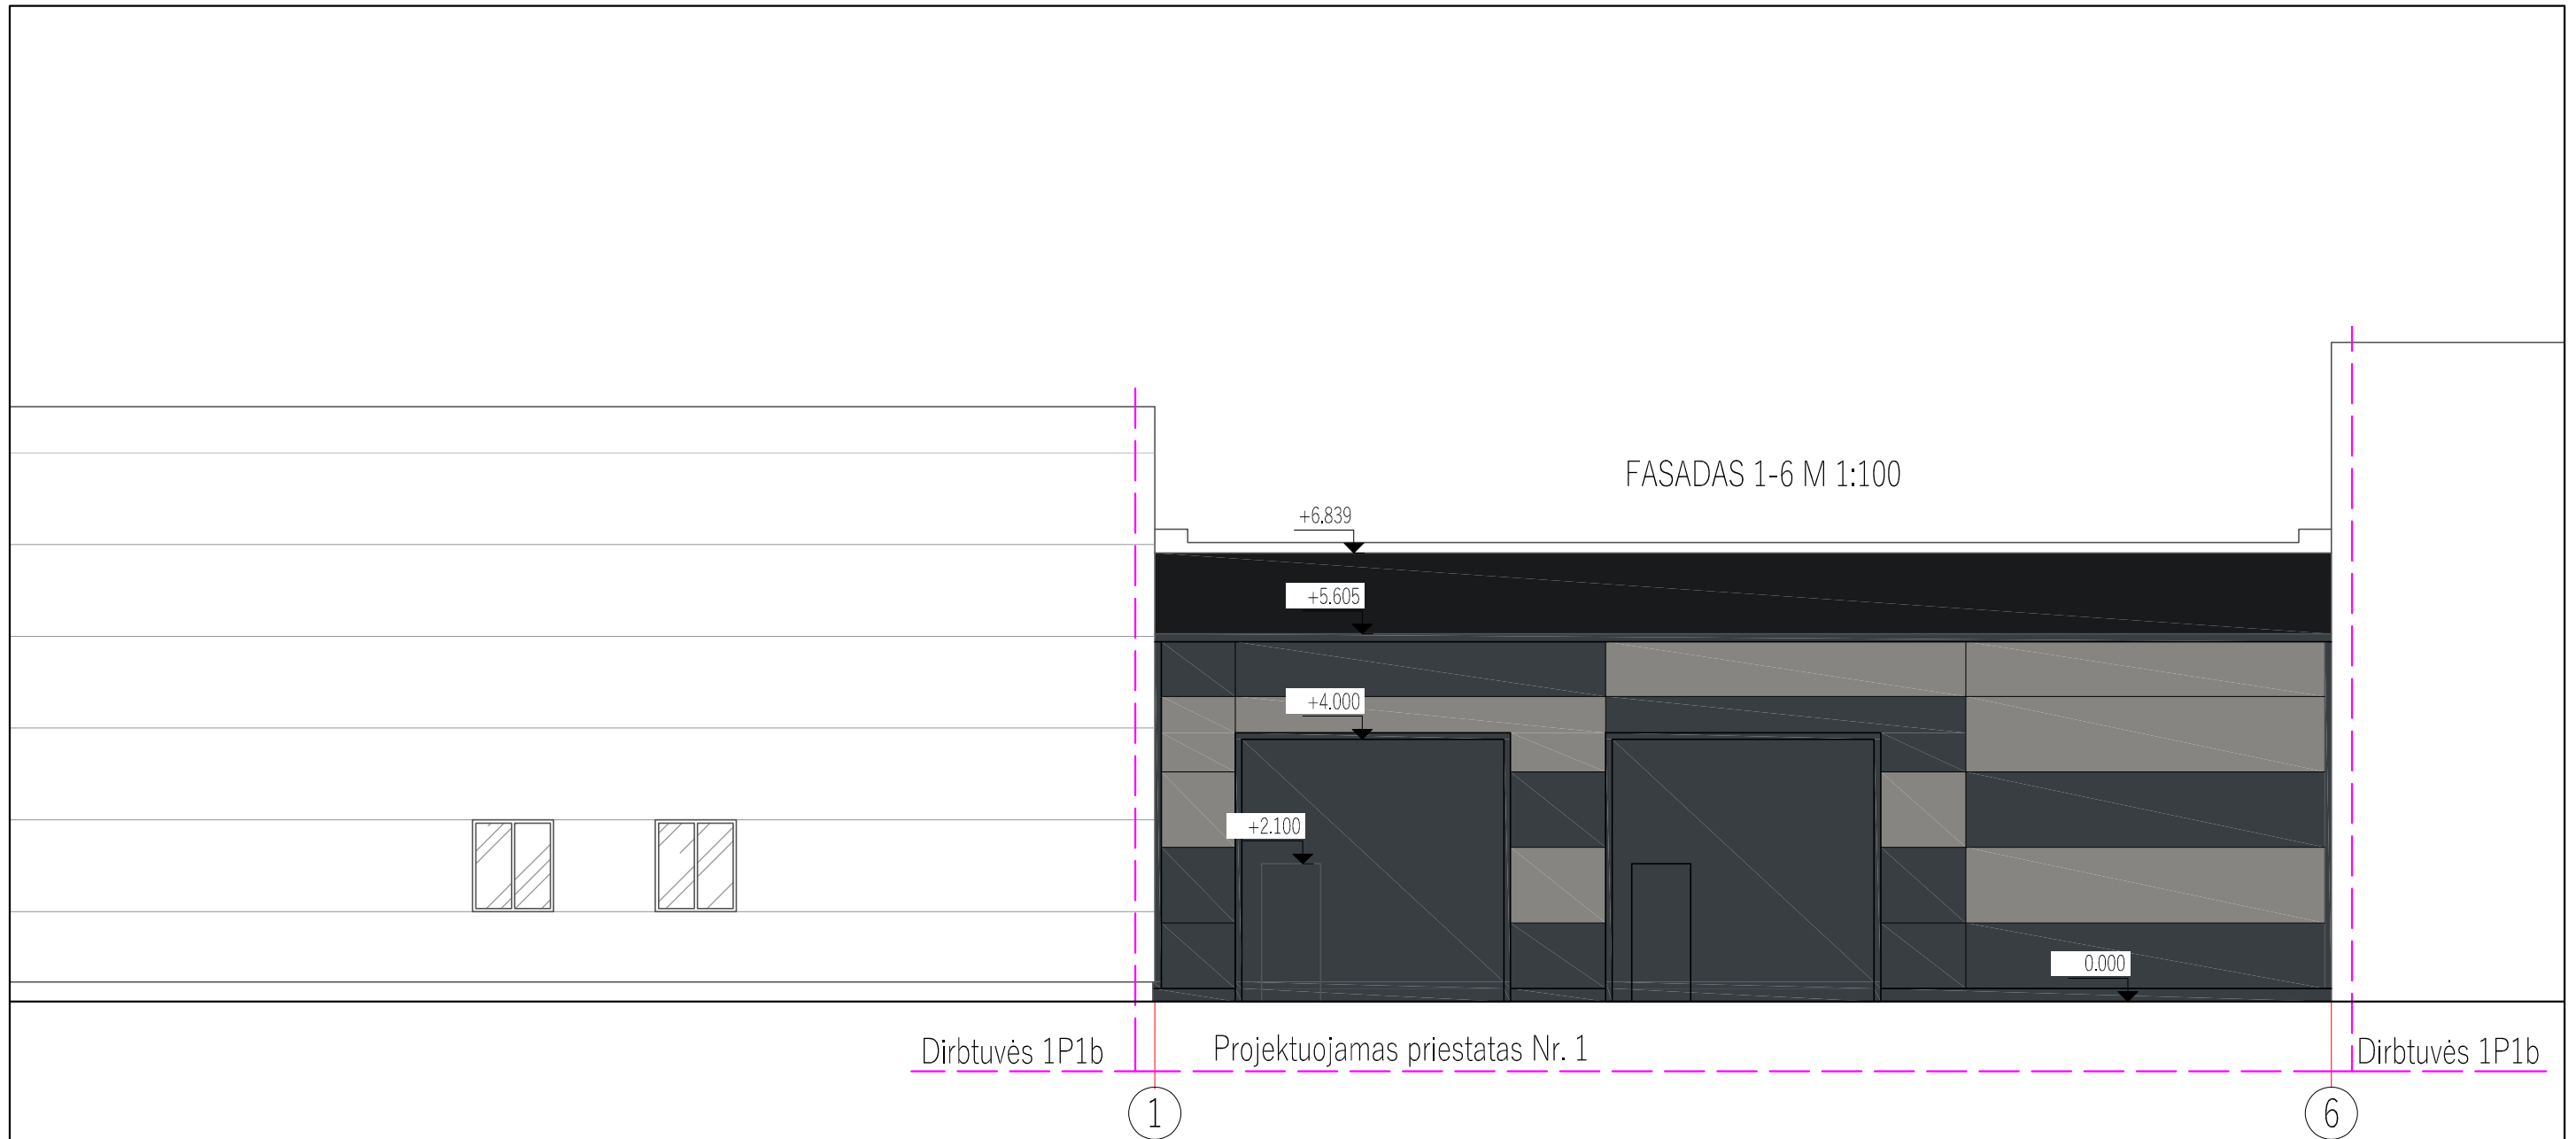 FASADAS 1-6 M 1:100
+6.839
+5.605
+4.000
+2.100
0.000
Dirbtuvės 1P1b
Projektuojamas priestatas Nr. 1
Dirbtuvės 1P1b
1
6